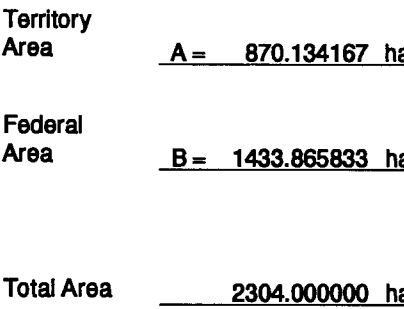 Territory
Area A = 870.134167 ha
Federal
Area B = 1433.865833 ha
Total Area 2304.000000 ha